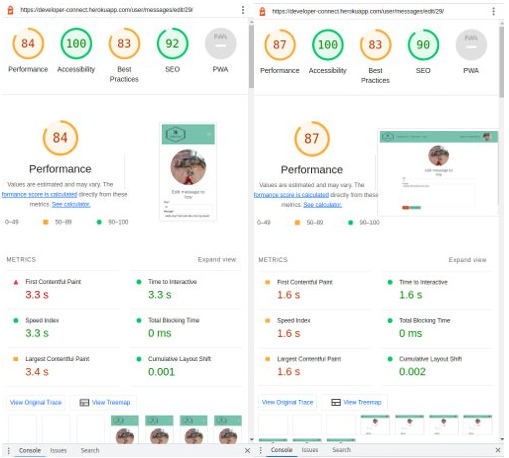 https://developer-connect.herokuapp.com/user/messages/edit/29/
84
100
83
92
Performance
Accessibility
Best
Practices
SEO
PWA
84
Performance
Values are estimated and may vary. The
formance score is calculated directly from these
metrics. See calculator.
0–49
50–89
90–100
Edit message to
METRICS
Expand view
First Contentful Paint
3.3 s
Time to Interactive
3.3 s
Speed Index
3.3 s
Total Blocking Time
0 ms
Largest Contentful Paint
3.4 s
Cumulative Layout Shift
0.001
View Original Trace
View Treemap
Console
Issues
Search
https://developer-connect.herokuapp.com/user/messages/edit/29/
87
100
83
90
Performance
Accessibility
Best
Practices
SEO
PWA
87
Performance
Values are estimated and may vary. The
formance score is calculated directly from these
metrics. See calculator.
0–49
50–89
90–100
Edit message to
METRICS
Expand view
First Contentful Paint
1.6 s
Time to Interactive
1.6 s
Speed Index
1.6 s
Total Blocking Time
0 ms
Largest Contentful Paint
1.6 s
Cumulative Layout Shift
0.002
View Original Trace
View Treemap
Console
Issues
Search